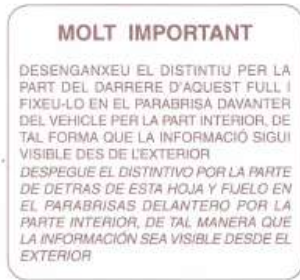 MOLT IMPORTANT
DESENGANXEU EL DISTINTIU PER LA
PART DEL DARRERE D'AQUEST FULL I
FIXEU-LO EN EL PARABRISA DAVANTER
DEL VEHICLE PER LA PART INTERIOR, DE
TAL FORMA QUE LA INFORMACIÓ SIGUI
VISIBLE DES DE L'EXTERIOR
DESPEGUE EL DISTINTIVO POR LA PARTE
DE DETRAS DE ESTA HOJA Y FIJELO EN
EL PARABRISAS DELANTERO POR LA
PARTE INTERIOR, DE TAL MANERA QUE
LA INFORMACIÓN SEA VISIBLE DESDE EL
EXTERIOR